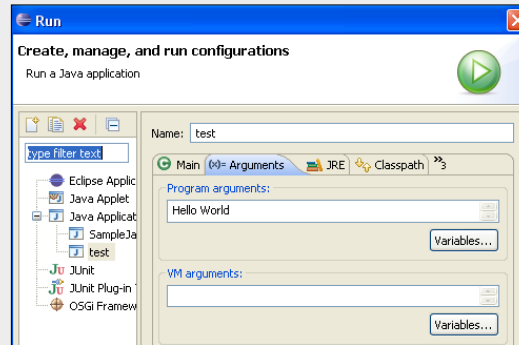 Run
Create, manage, and run configurations
Run a Java application
type filter text
Eclipse Applic
Java Applet
Java Applicat
SampleJa
test
JUnit
JUnit Plug-in
OSGi Framew
Name: test
Main (x)= Arguments JRE Classpath »3
Program arguments:
Hello World
Variables...
VM arguments:
Variables...